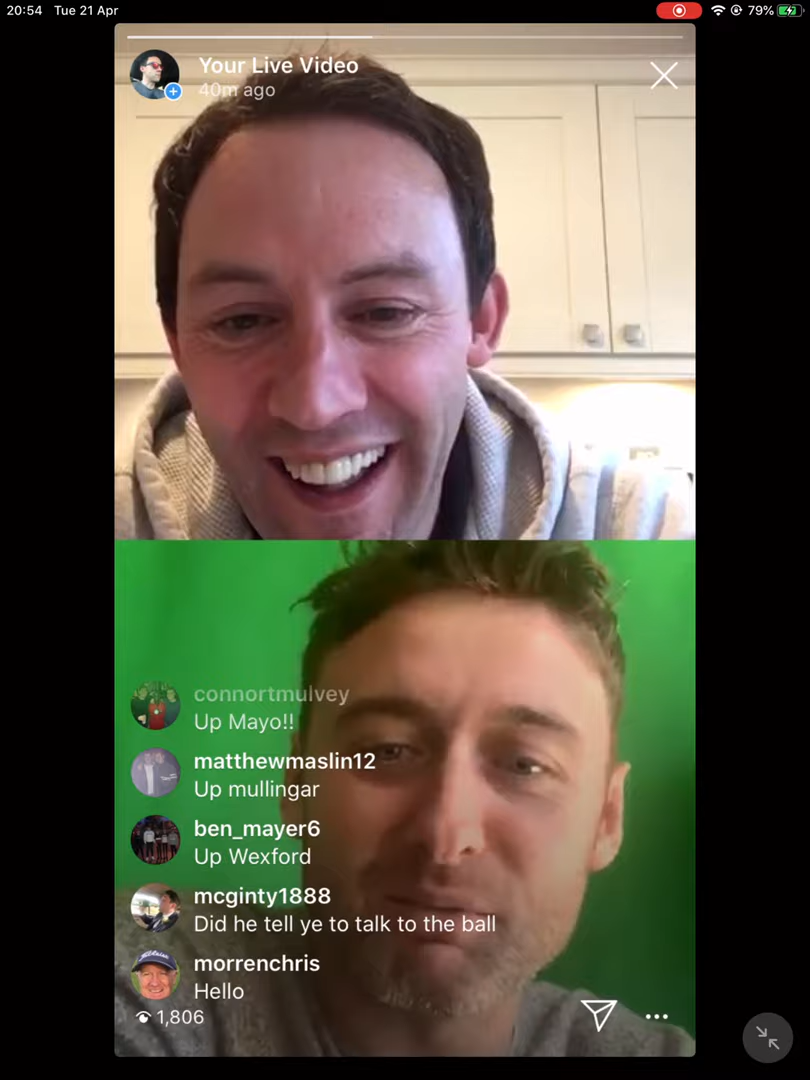 20:54 Tue 21 Apr
79%
Your Live Video
40m ago
connortmulvey
Up Mayo!!
matthewmaslin12
Up mullingar
ben_mayer6
Up Wexford
mcginty1888
Did he tell ye to talk to the ball
morrenchris
Hello
1,806